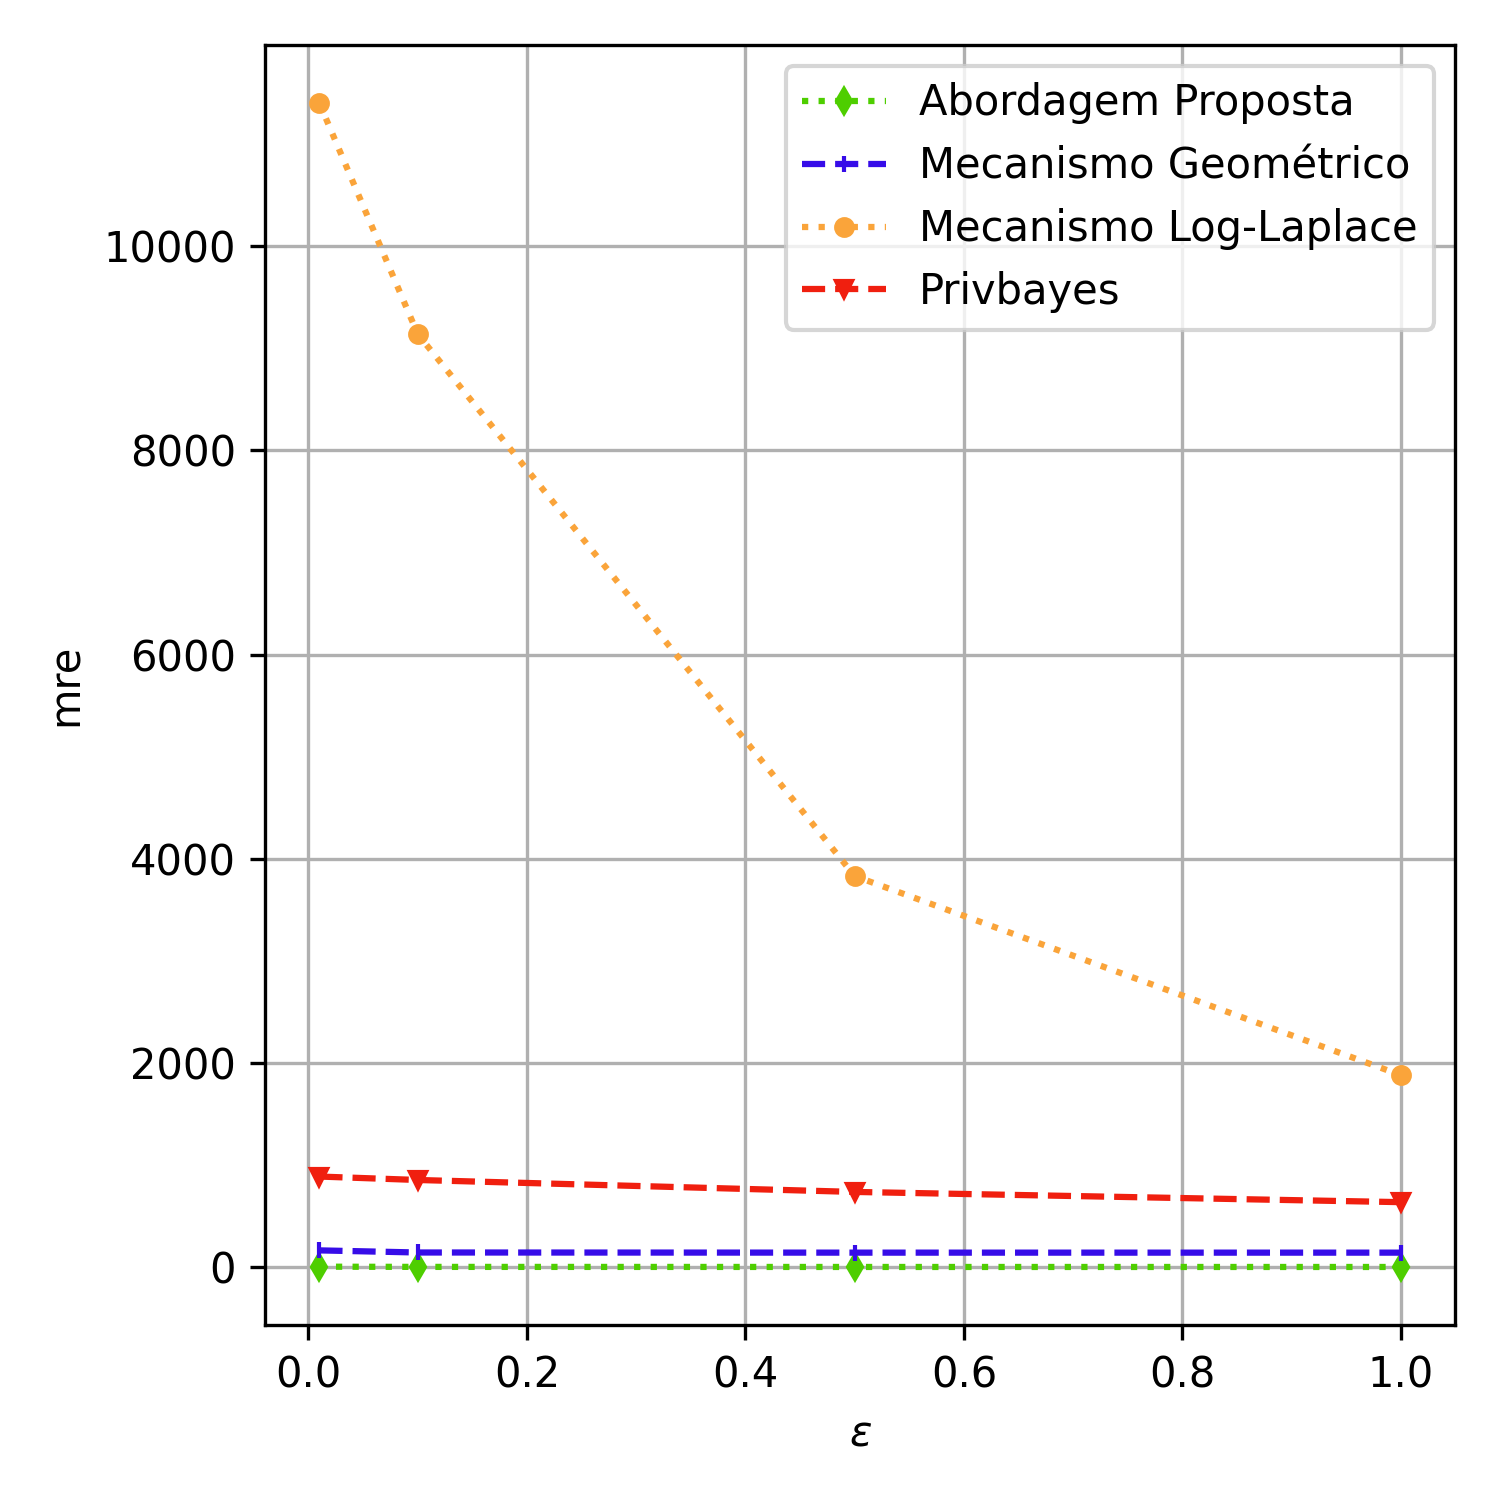 Abordagem Proposta
Mecanismo Geométrico
Mecanismo Log-Laplace
Privbayes
10000
8000
6000
4000
2000
0
mre
0.0 0.2 0.4 0.6 0.8 1.0
ε